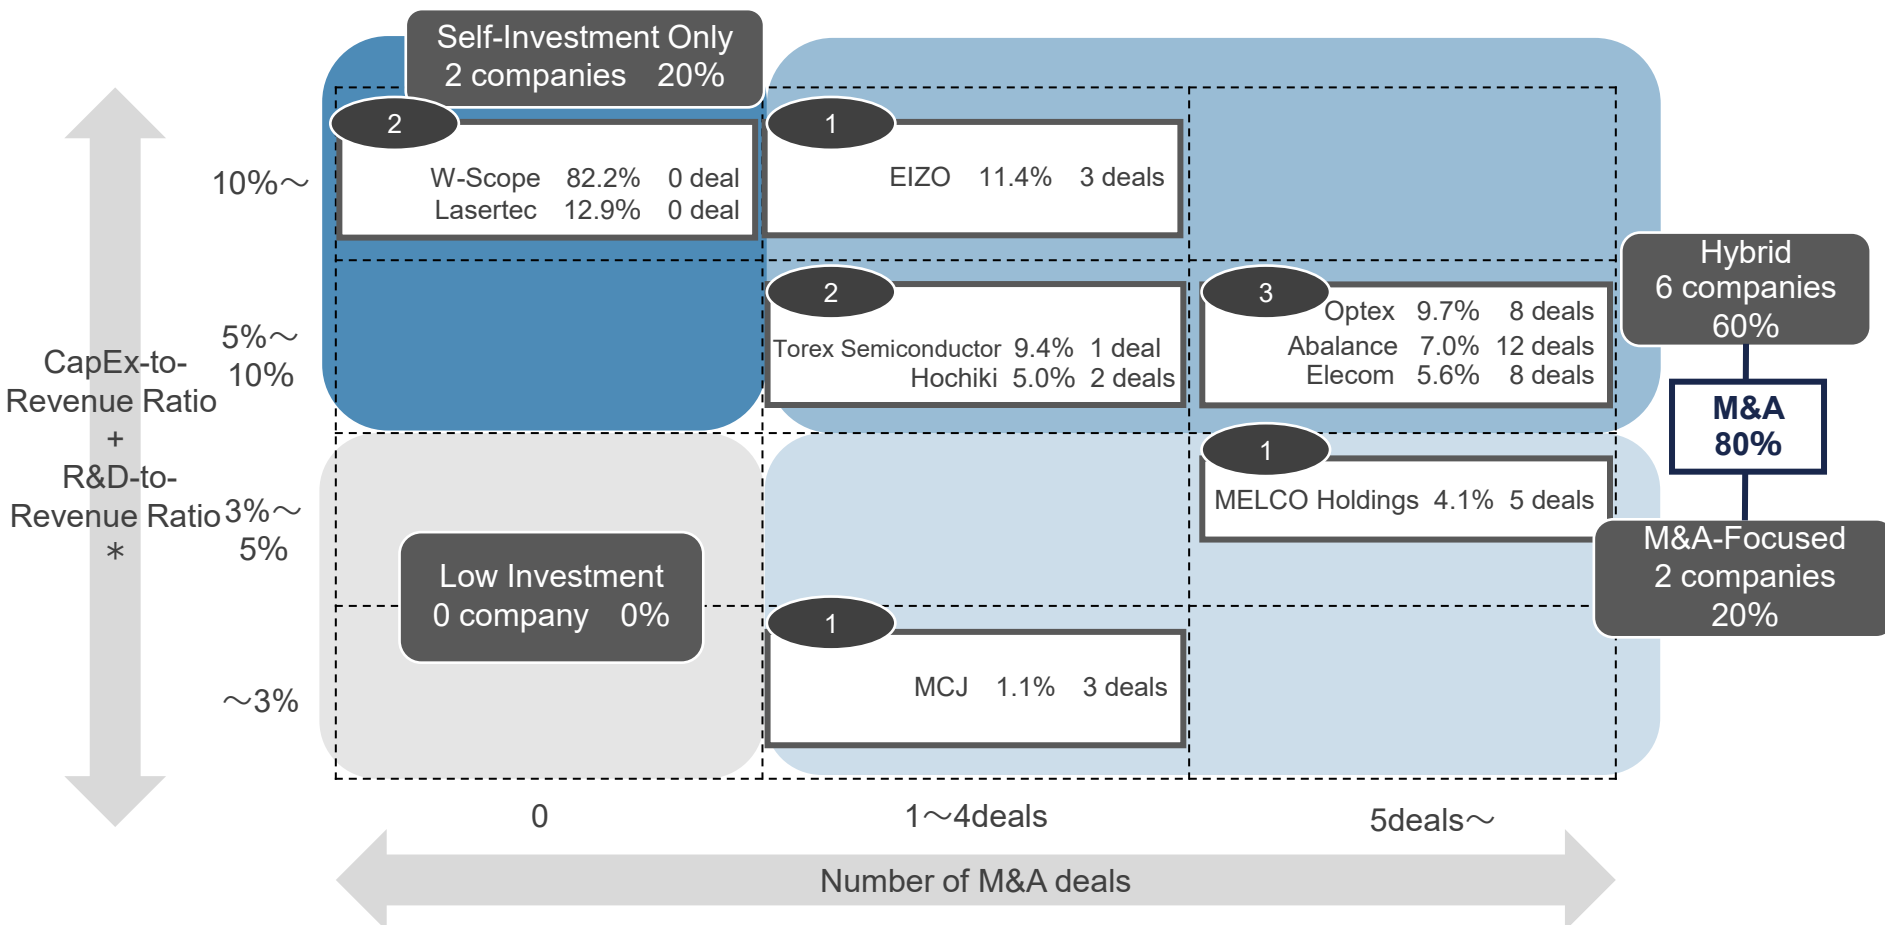 Self-Investment Only
2 companies 20%
2
W-Scope 82.2% 0 deal
Lasertec 12.9% 0 deal
1
EIZO 11.4% 3 deals
10%～
Hybrid
6 companies
60%
2
Torex Semiconductor 9.4% 1 deal
Hochiki 5.0% 2 deals
3
Optex 9.7% 8 deals
Abalance 7.0% 12 deals
Elecom 5.6% 8 deals
5%～
10%
CapEx-to-
Revenue Ratio
+
R&D-to-
Revenue Ratio
＊
M&A
80%
1
MELCO Holdings 4.1% 5 deals
3%～
5%
Low Investment
0 company 0%
M&A-Focused
2 companies
20%
1
MCJ 1.1% 3 deals
～3%
0
1～4deals
5deals～
Number of M&A deals